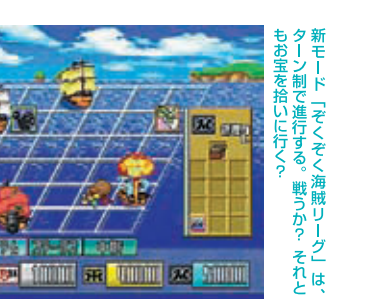 新モード「ぞくぞく海賊リーグ」は、
ターン制で進行する。戦うか？ それと
もお宝を拾いに行く？